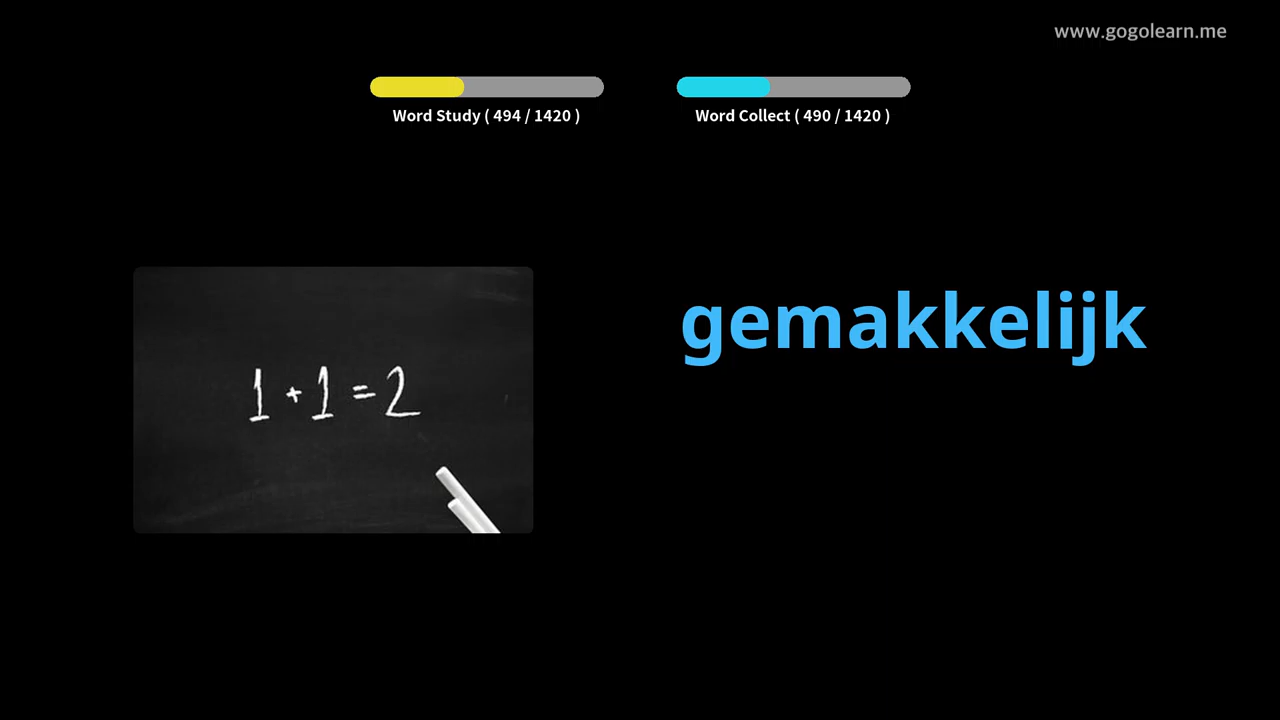 www.gogolearn.me
Word Study ( 494 / 1420 )
Word Collect ( 490 / 1420 )
gemakkelijk
1 + 1 = 2